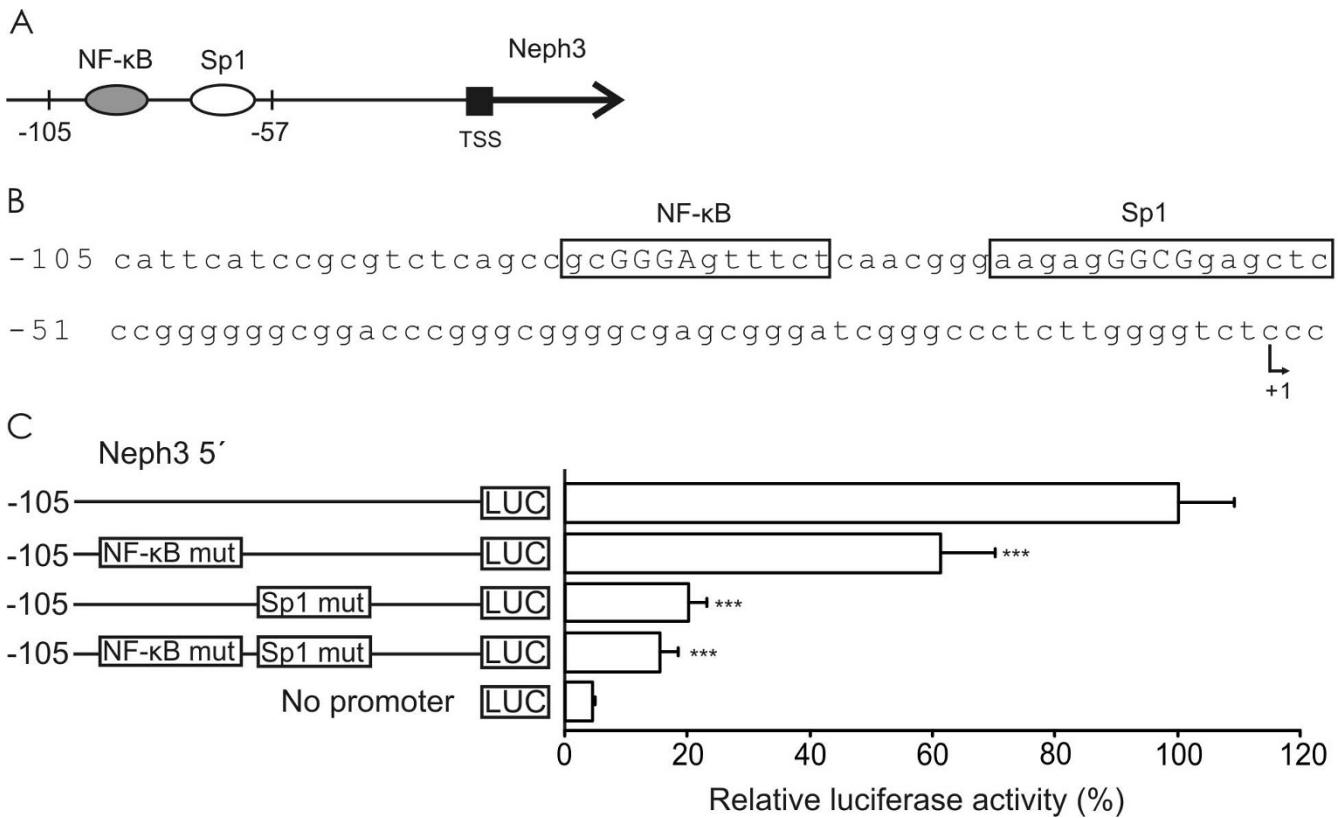 A
NF-κB Sp1 Neph3
-105 -57 TSS
B
NF-κB Sp1
-105 cattcatccgcgtctcagccgcGGGAgtttctcaacgggaagagGGCGgagctc
-51 ccgggggggcggacccgggcggggcgagcgggatcgggccctcttggggtctccc
+1
C
Neph3 5´
-105 LUC
-105 NF-κB mut LUC ***
-105 Sp1 mut LUC ***
-105 NF-κB mut Sp1 mut LUC ***
No promoter LUC
0 20 40 60 80 100 120
Relative luciferase activity (%)